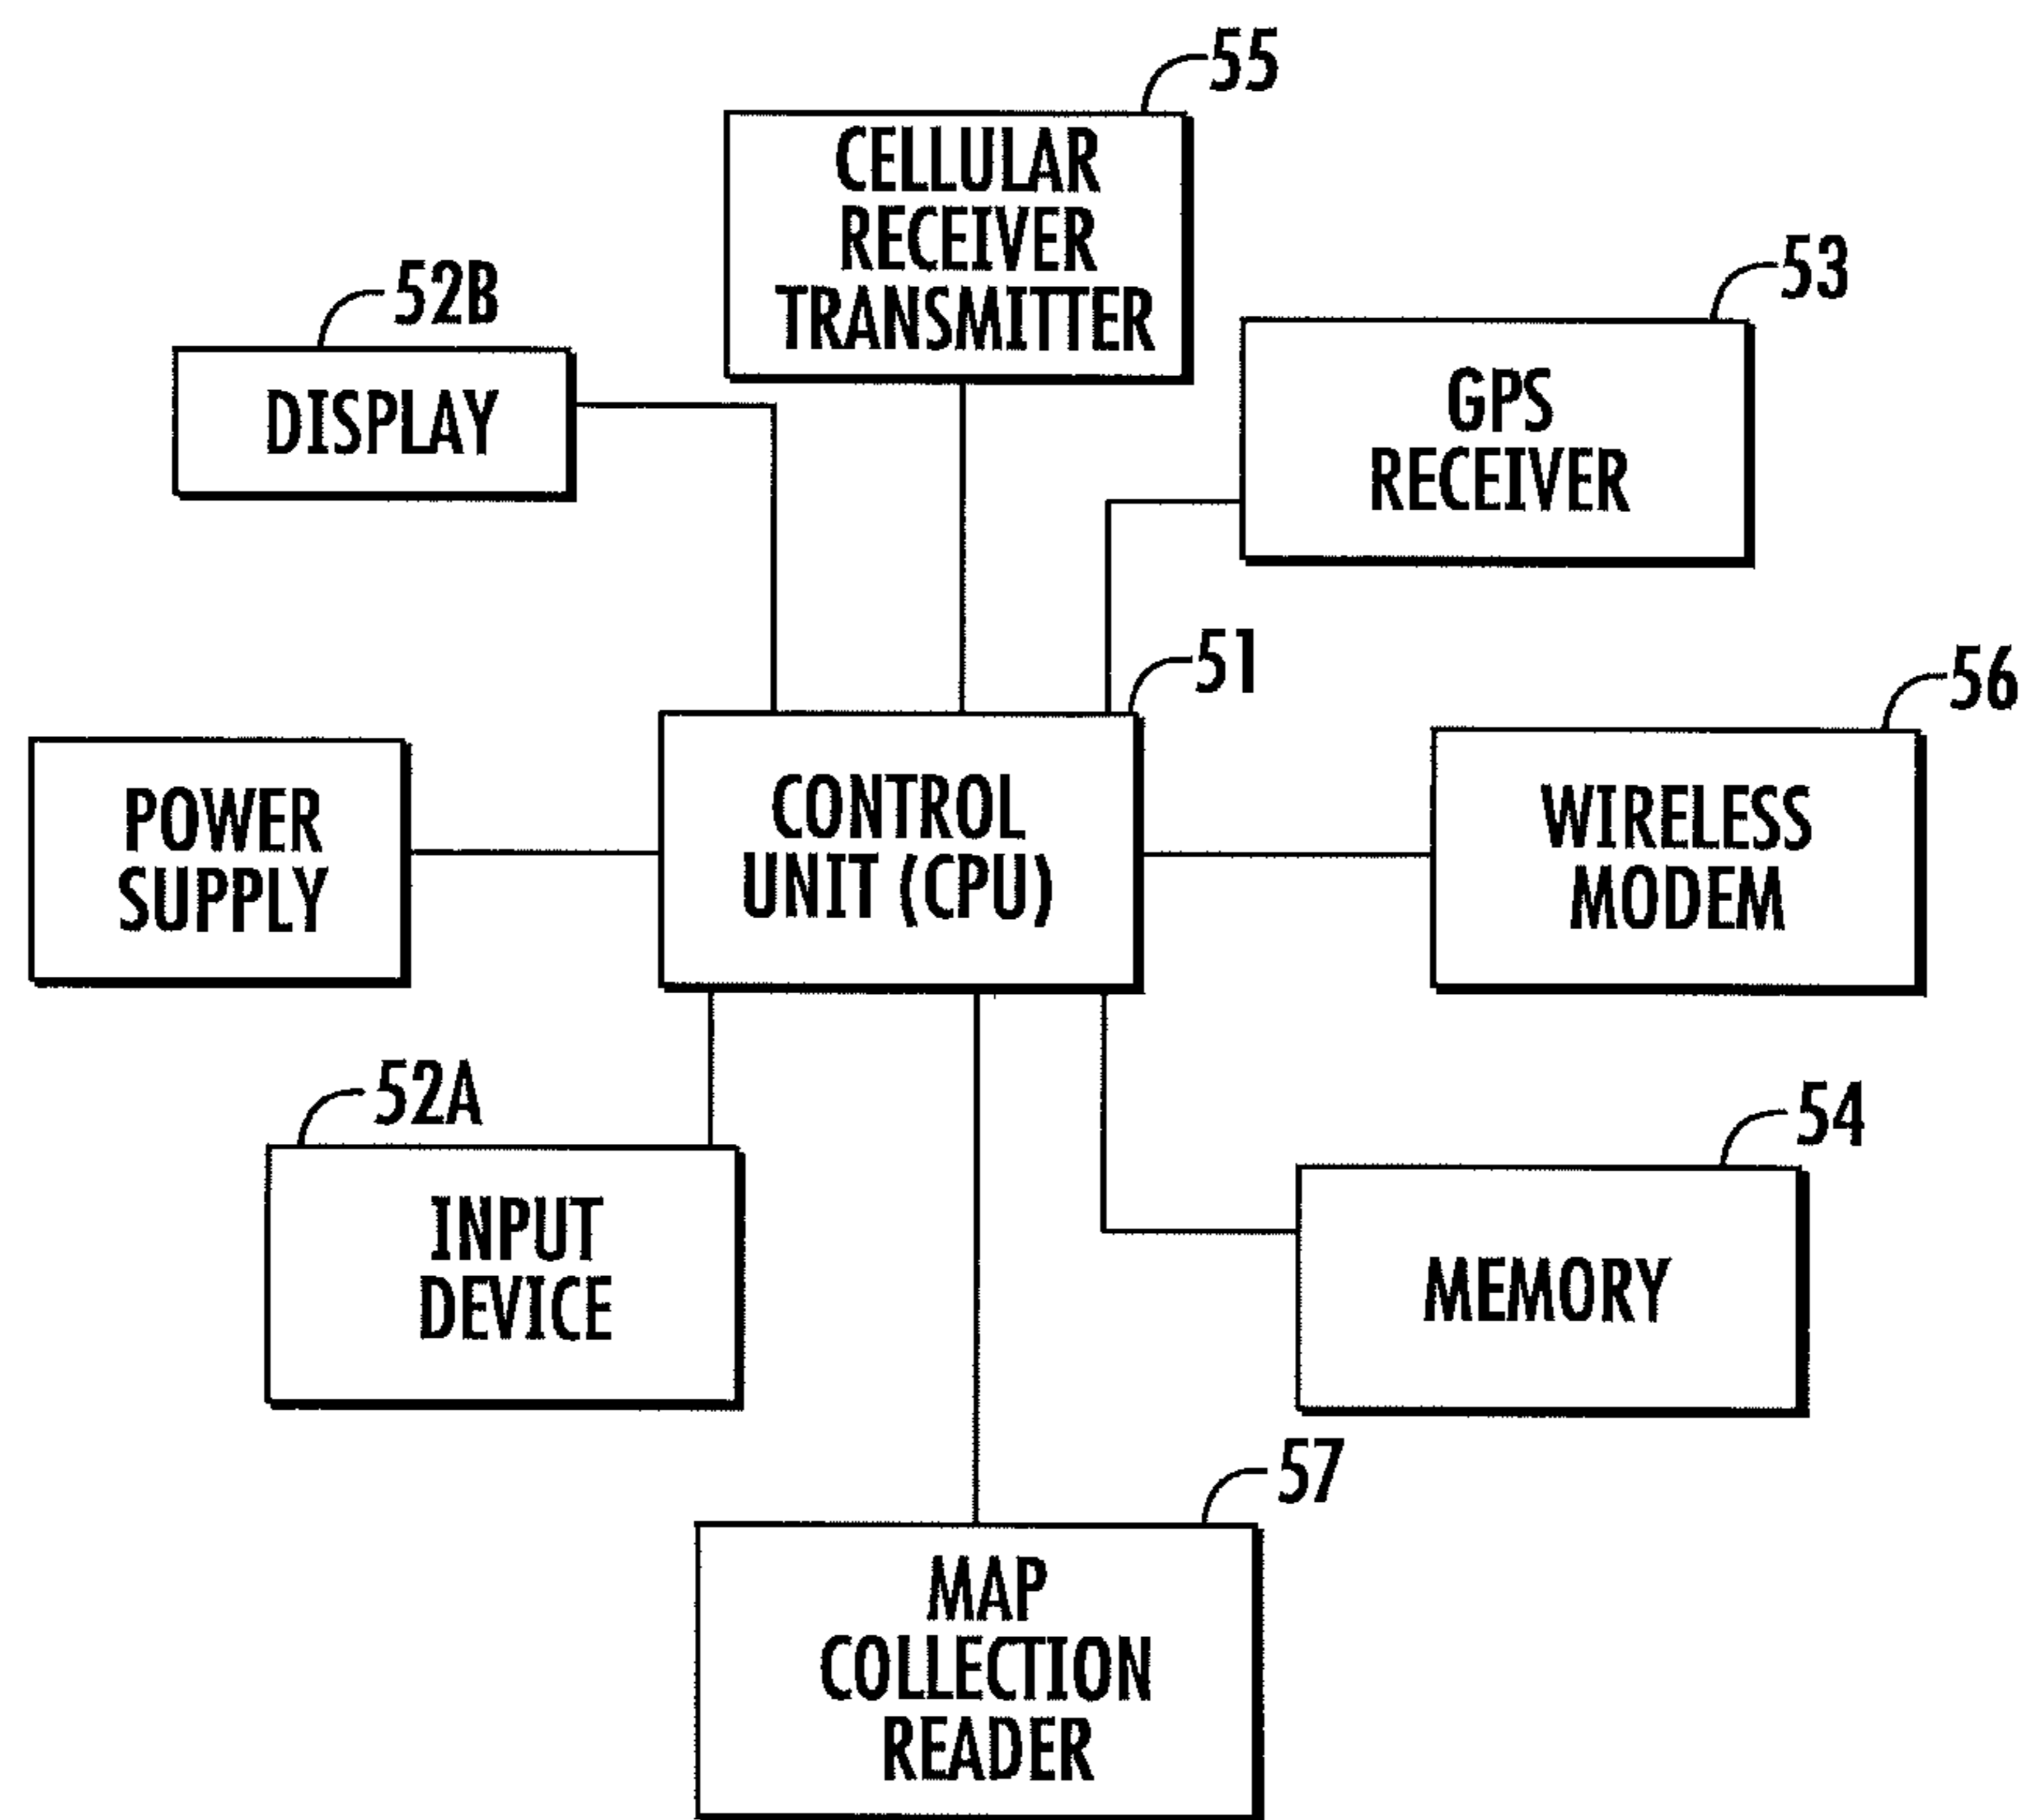 55
CELLULAR
RECEIVER
TRANSMITTER
52B
DISPLAY
53
GPS
RECEIVER
51
CONTROL
UNIT (CPU)
56
WIRELESS
MODEM
POWER
SUPPLY
52A
INPUT
DEVICE
54
MEMORY
57
MAP
COLLECTION
READER